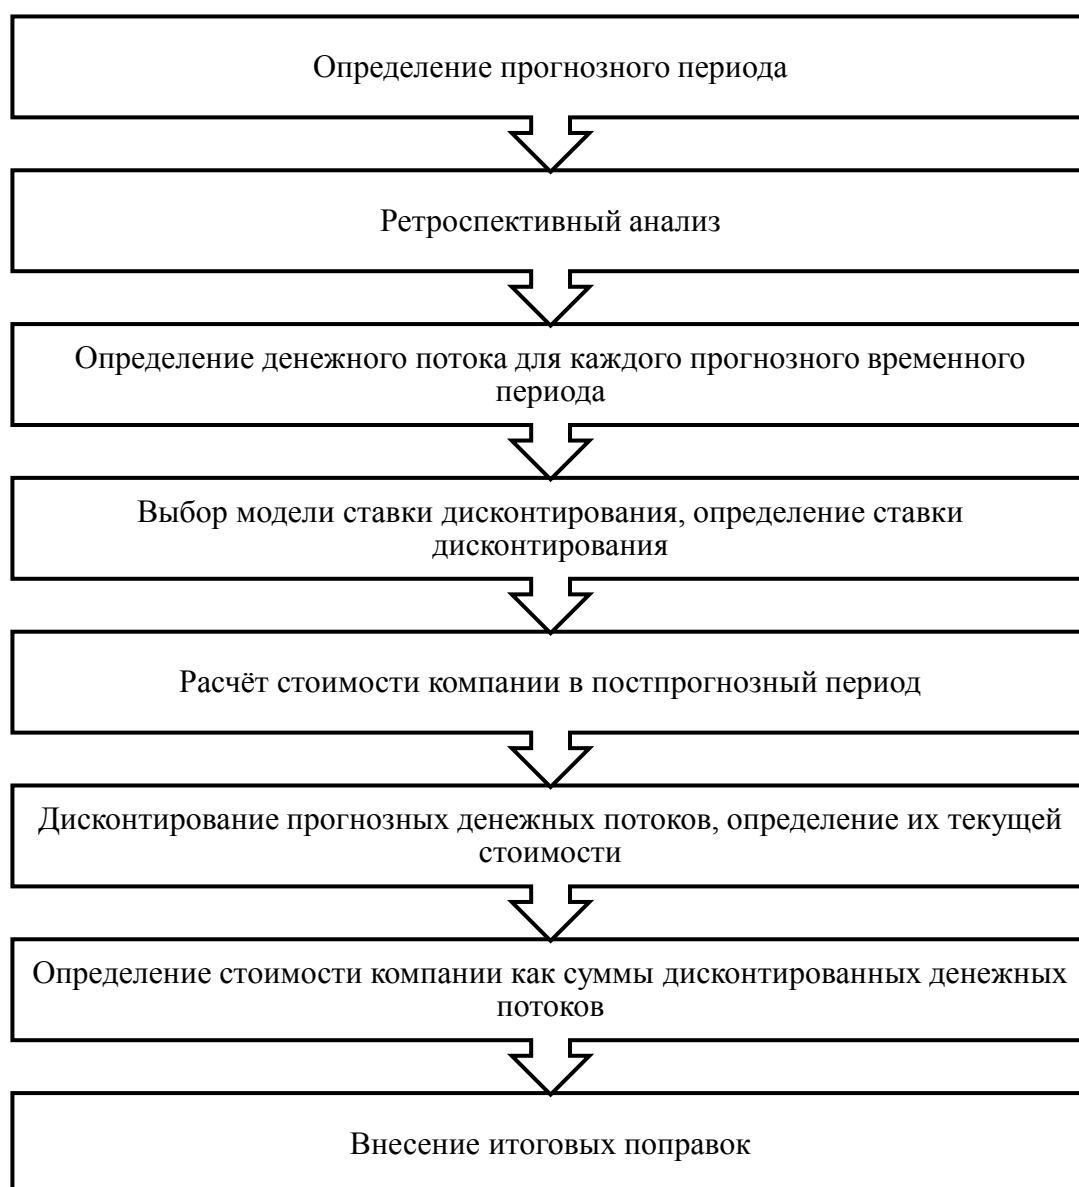 Определение прогнозного периода
Ретроспективный анализ
Определение денежного потока для каждого прогнозного временного
периода
Выбор модели ставки дисконтирования, определение ставки
дисконтирования
Расчёт стоимости компании в постпрогнозный период
Дисконтирование прогнозных денежных потоков, определение их текущей
стоимости
Определение стоимости компании как суммы дисконтированных денежных
потоков
Внесение итоговых поправок